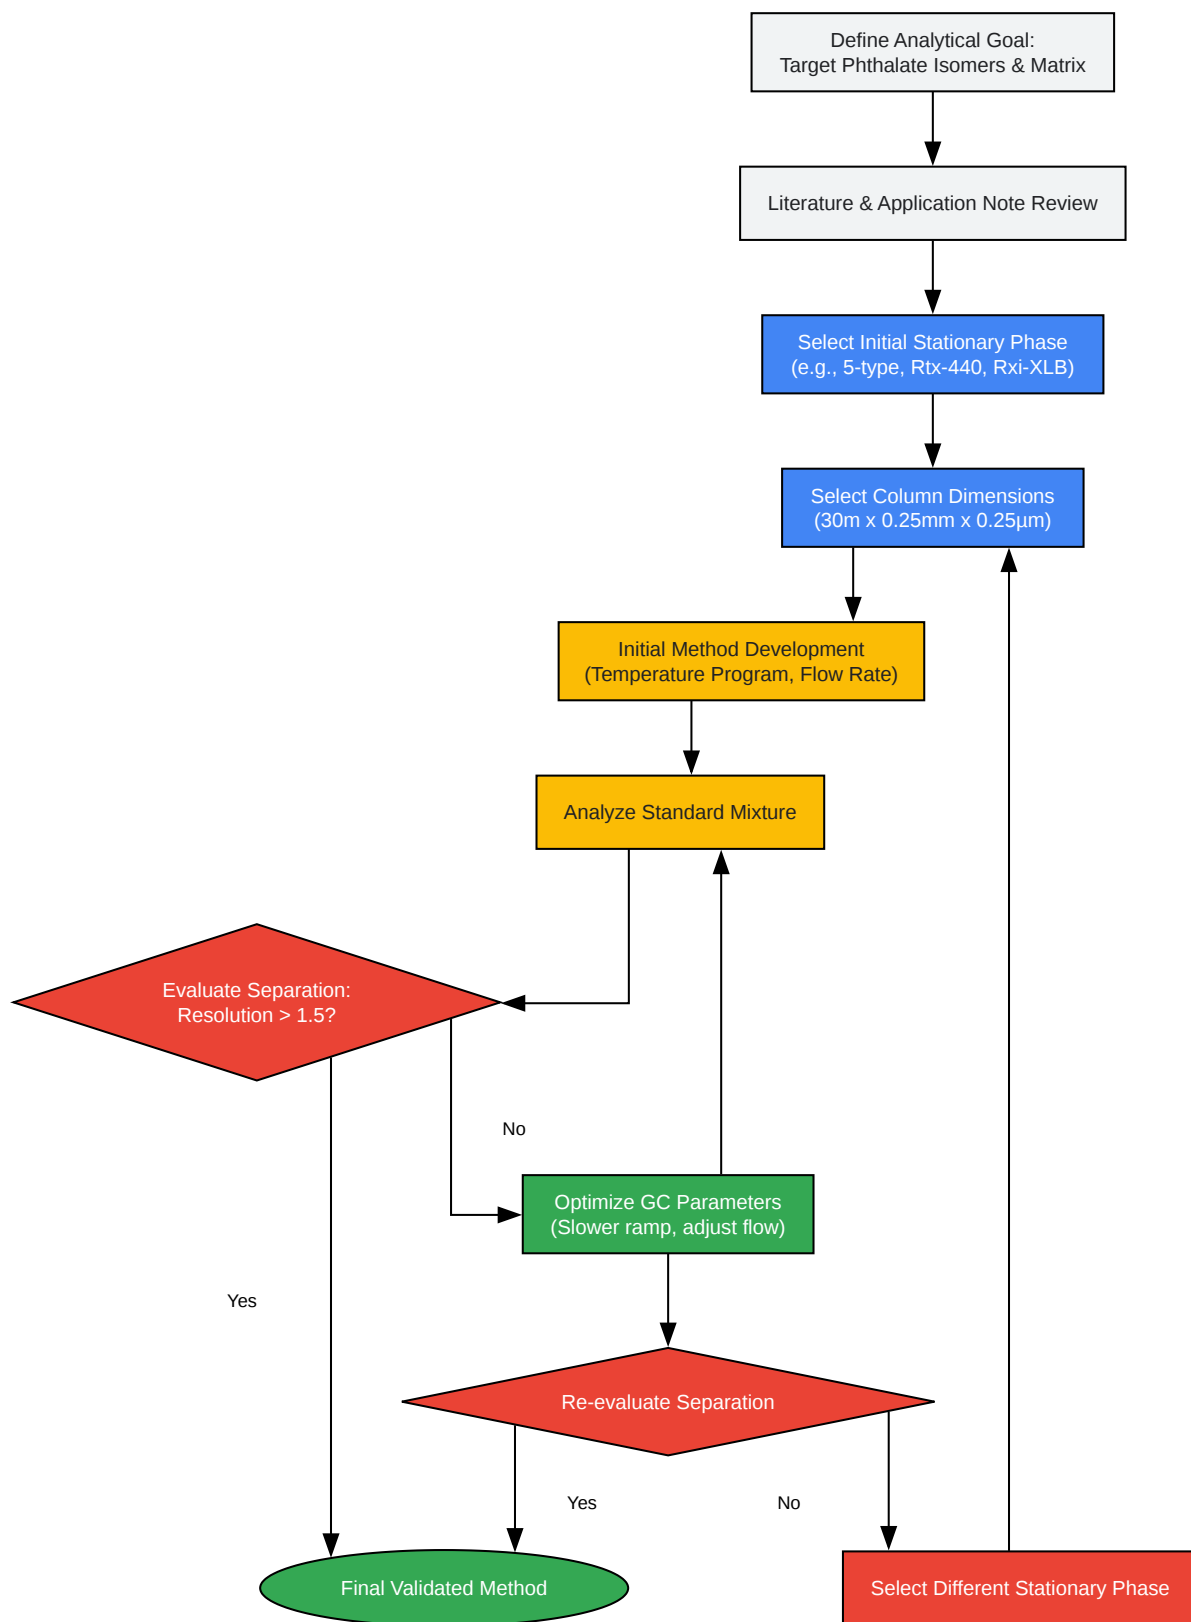 Define Analytical Goal:
Target Phthalate Isomers & Matrix
Literature & Application Note Review
Select Initial Stationary Phase
(e.g., 5-type, Rtx-440, Rxi-XLB)
Select Column Dimensions
(30m x 0.25mm x 0.25µm)
Initial Method Development
(Temperature Program, Flow Rate)
Analyze Standard Mixture
Evaluate Separation:
Resolution > 1.5?
No
Optimize GC Parameters
(Slower ramp, adjust flow)
Yes
Re-evaluate Separation
Yes
No
Final Validated Method
Select Different Stationary Phase